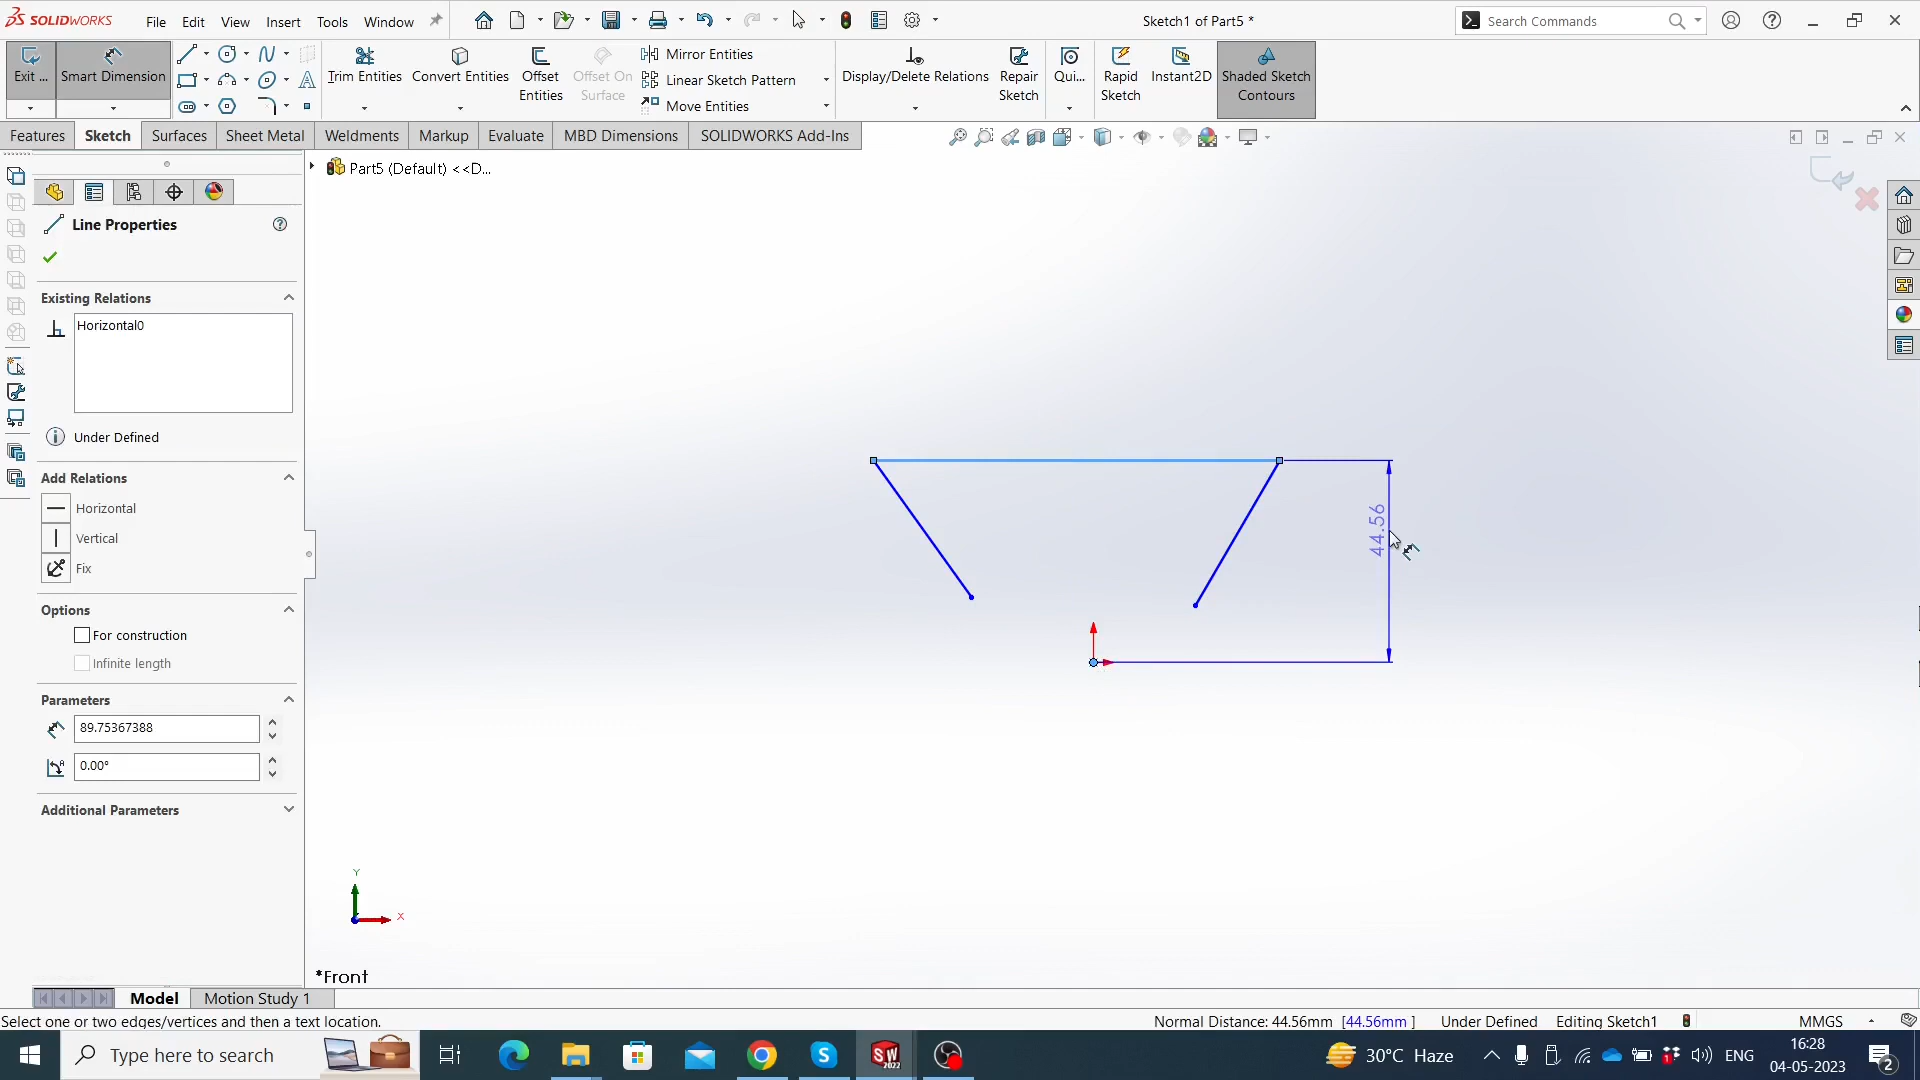 SOLIDWORKS File Edit View Insert Tools Window Sketch1 of Part5 * Search Commands
Exit ... Smart Dimension Trim Entities Convert Entities Offset Entities Offset On Surface Mirror Entities Linear Sketch Pattern Move Entities Display/Delete Relations Repair Sketch Qui... Rapid Sketch Instant2D Shaded Sketch Contours
Features Sketch Surfaces Sheet Metal Weldments Markup Evaluate MBD Dimensions SOLIDWORKS Add-Ins
Part5 (Default) <<D...
Line Properties
Existing Relations
Horizontal0
Under Defined
Add Relations
Horizontal
Vertical
Fix
Options
For construction
Infinite length
Parameters
89.75367388
0.00°
Additional Parameters
44.56
Y
X
*Front
Model Motion Study 1
Select one or two edges/vertices and then a text location. Normal Distance: 44.56mm [44.56mm ] Under Defined Editing Sketch1 MMGS
Type here to search SW 2022 30°C Haze ENG 16:28
04-05-2023 2